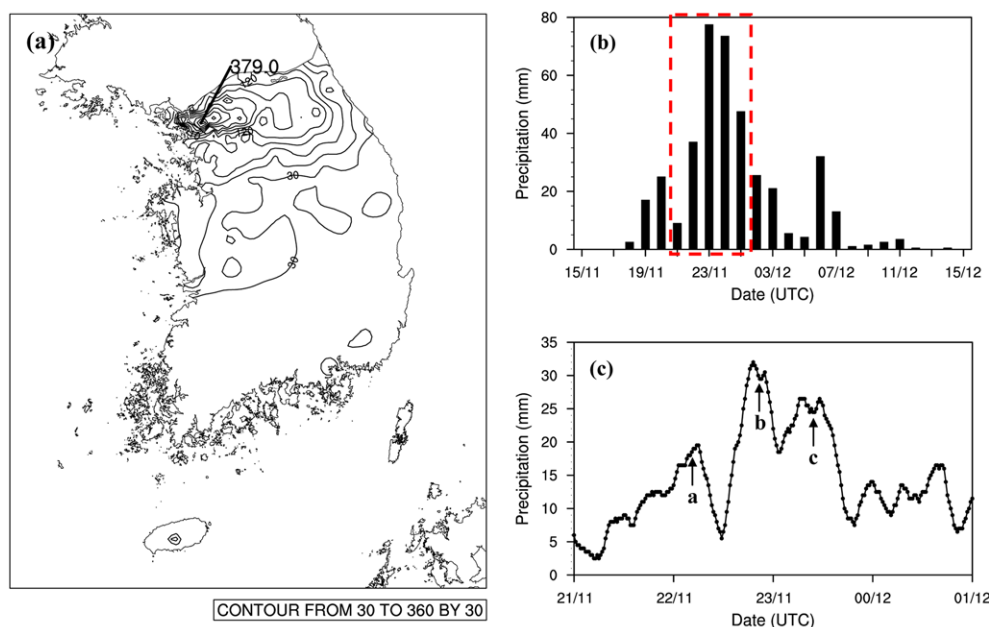 (a)
379.0
30
30
CONTOUR FROM 30 TO 360 BY 30
(b)
Precipitation (mm)
80
60
40
20
0
15/11 19/11 23/11 03/12 07/12 11/12 15/12
Date (UTC)
(c)
Precipitation (mm)
35
30
25
20
15
10
5
0
a
b
c
21/11 22/11 23/11 00/12 01/12
Date (UTC)